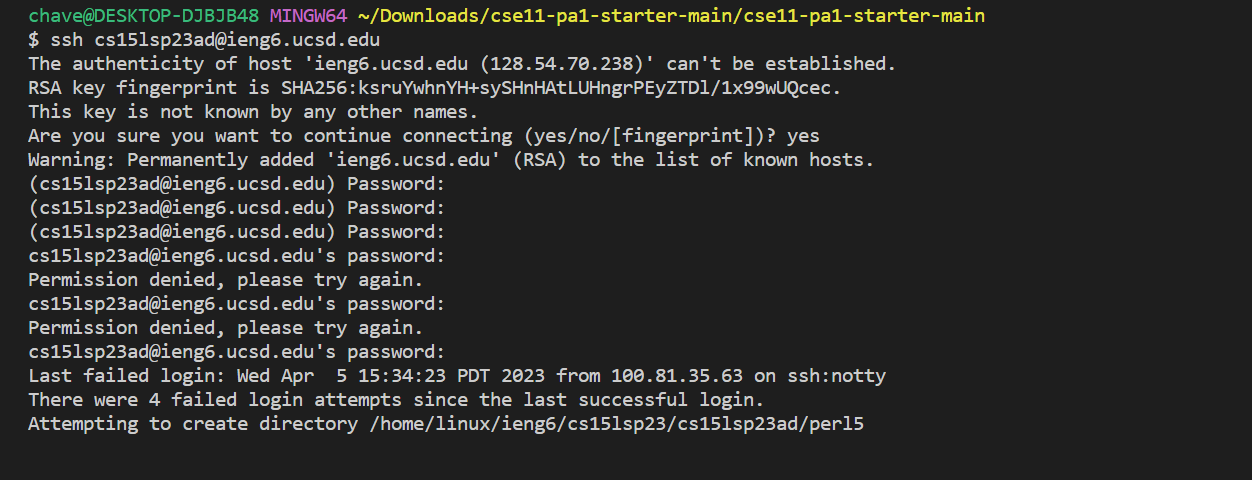 chave@DESKTOP-DJBJB48 MINGW64 ~/Downloads/cse11-pa1-starter-main/cse11-pa1-starter-main
$ ssh cs15lsp23ad@ieng6.ucsd.edu
The authenticity of host 'ieng6.ucsd.edu (128.54.70.238)' can't be established.
RSA key fingerprint is SHA256:ksruYwhnYH+sySHnHAtLUHngrPEyZTDl/1x99wUQcec.
This key is not known by any other names.
Are you sure you want to continue connecting (yes/no/[fingerprint])? yes
Warning: Permanently added 'ieng6.ucsd.edu' (RSA) to the list of known hosts.
(cs15lsp23ad@ieng6.ucsd.edu) Password:
(cs15lsp23ad@ieng6.ucsd.edu) Password:
(cs15lsp23ad@ieng6.ucsd.edu) Password:
cs15lsp23ad@ieng6.ucsd.edu's password:
Permission denied, please try again.
cs15lsp23ad@ieng6.ucsd.edu's password:
Permission denied, please try again.
cs15lsp23ad@ieng6.ucsd.edu's password:
Last failed login: Wed Apr  5 15:34:23 PDT 2023 from 100.81.35.63 on ssh:notty
There were 4 failed login attempts since the last successful login.
Attempting to create directory /home/linux/ieng6/cs15lsp23/cs15lsp23ad/perl5